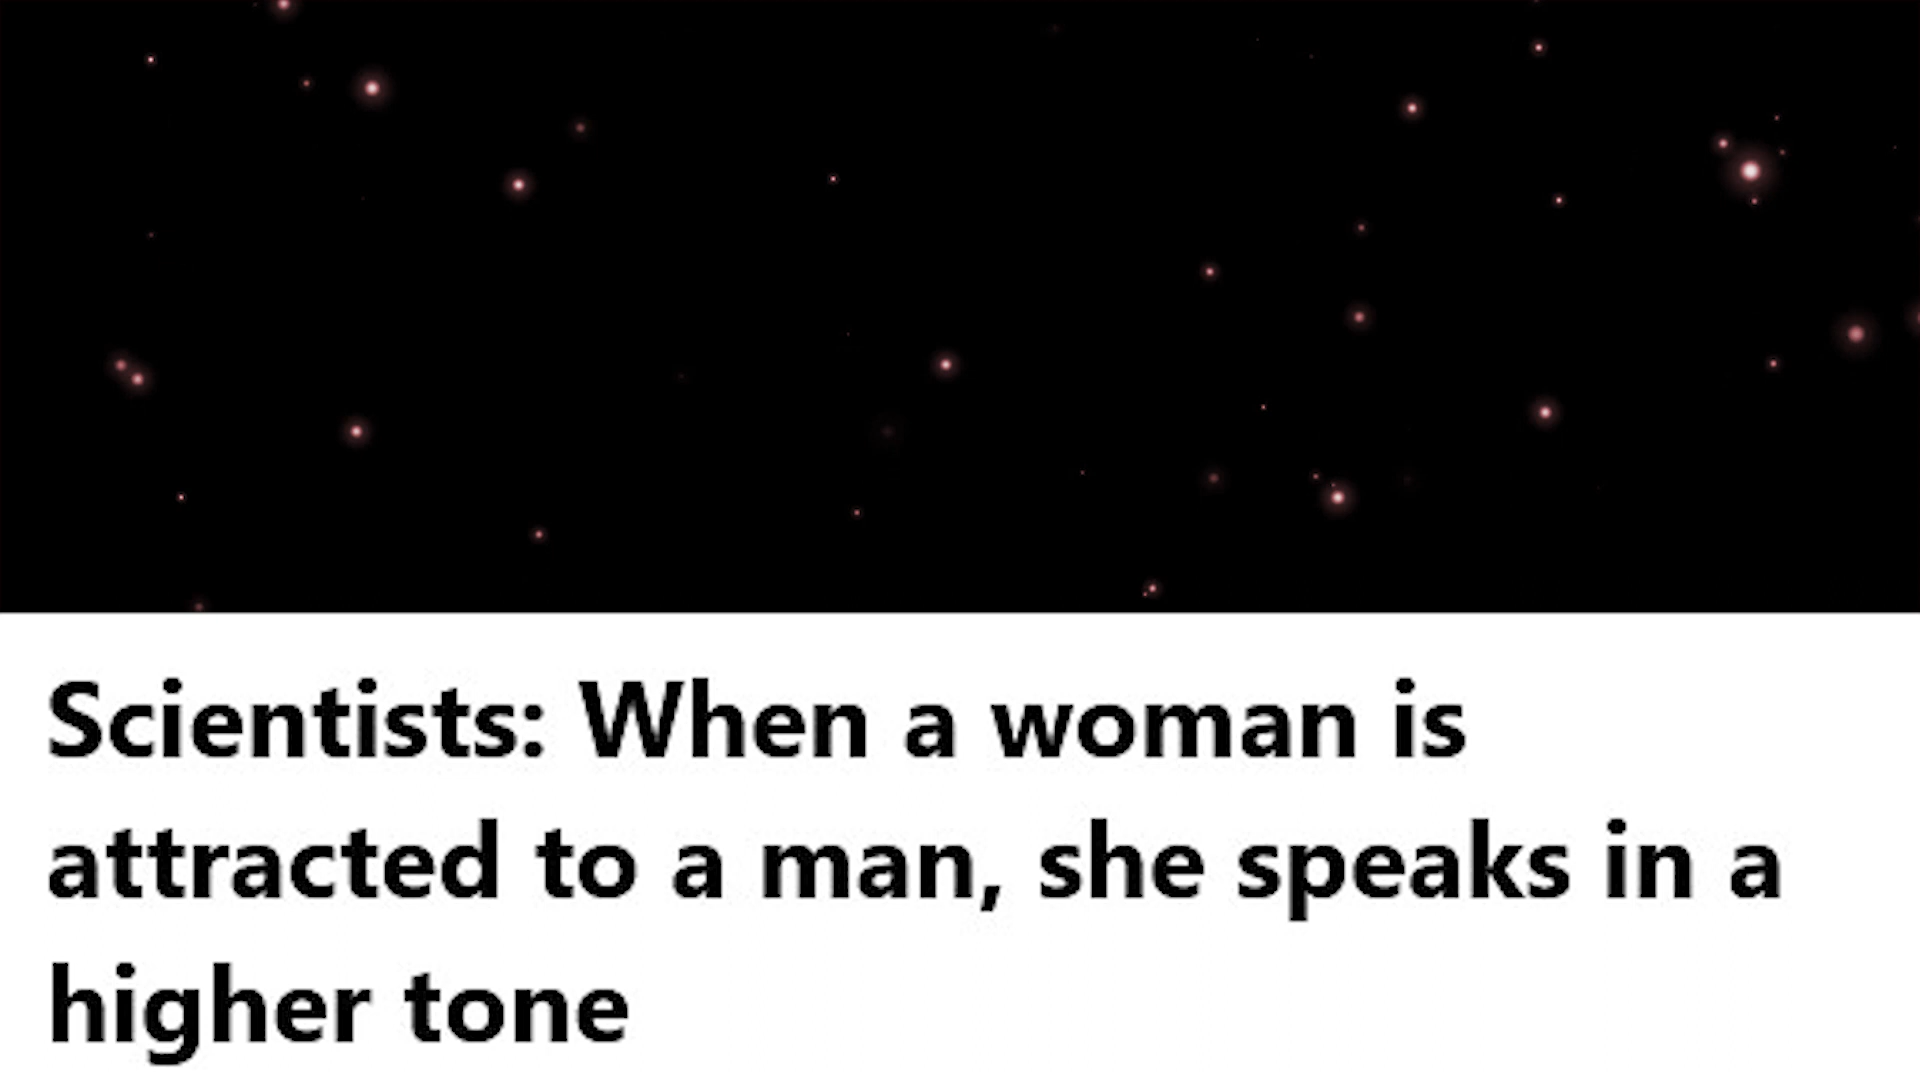 Scientists: When a woman is
attracted to a man, she speaks in a
higher tone